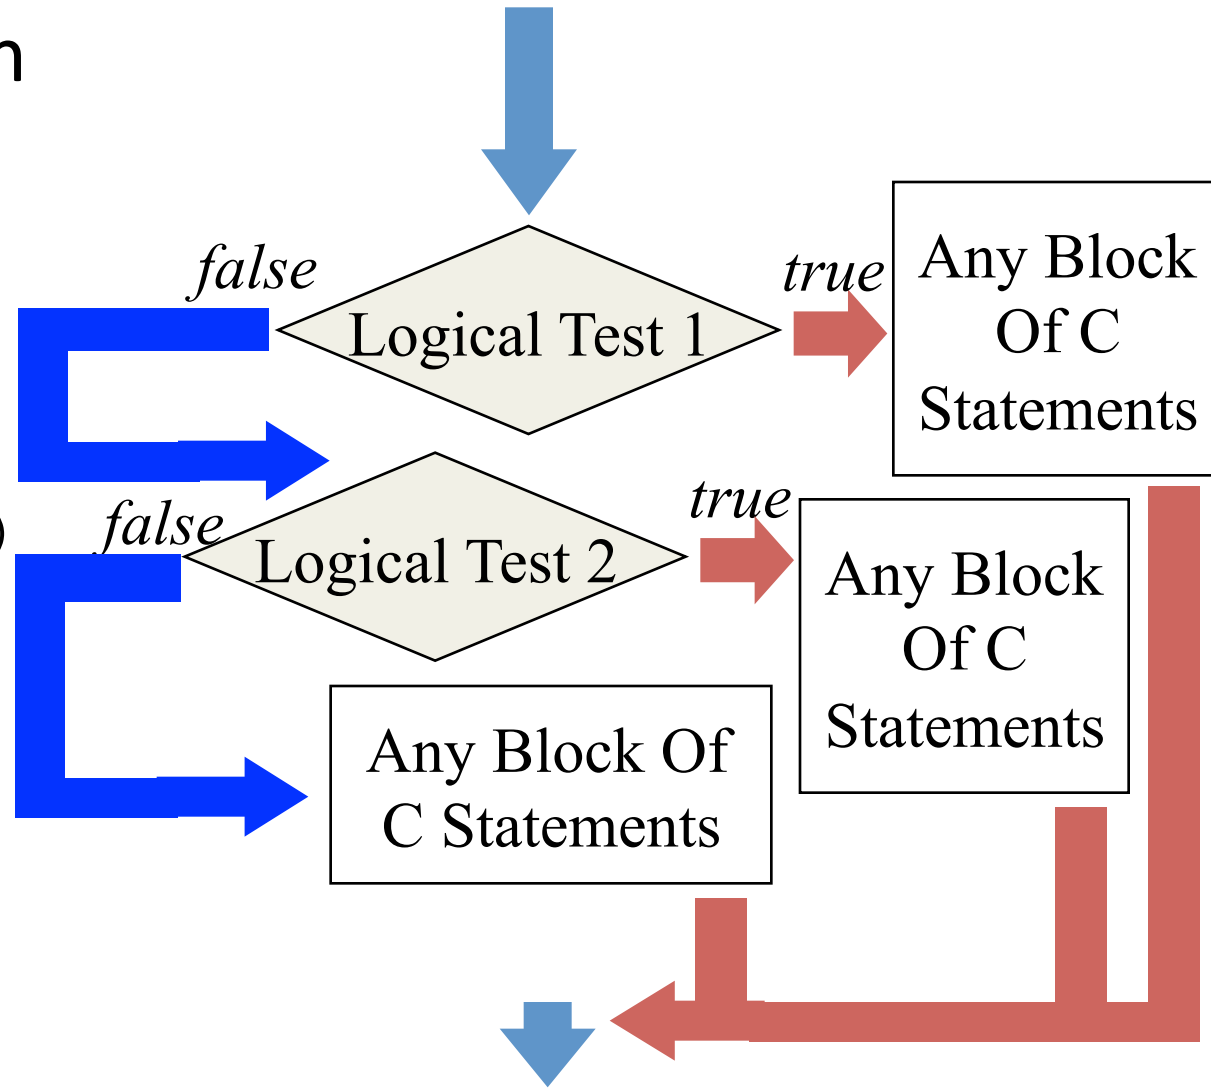 n
false
true
Logical Test 1
Any Block
Of C
Statements
)
false
true
Logical Test 2
Any Block
Of C
Statements
Any Block Of
C Statements